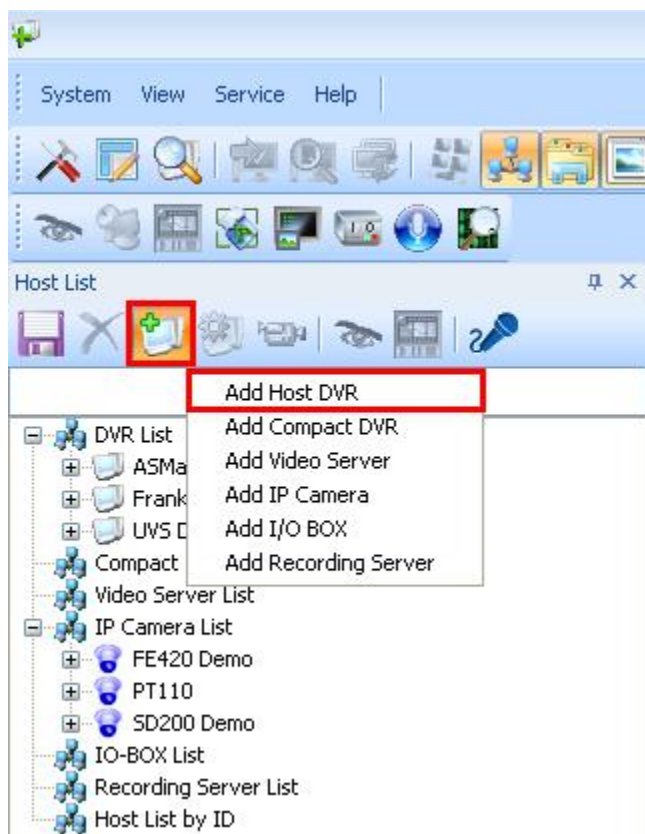 System View Service Help
Host List
Add Host DVR
Add Compact DVR
Add Video Server
Add IP Camera
Add I/O BOX
Add Recording Server
DVR List
ASMa
Frank
UVS D
Compact
Video Server List
IP Camera List
FE420 Demo
PT110
SD200 Demo
IO-BOX List
Recording Server List
Host List by ID